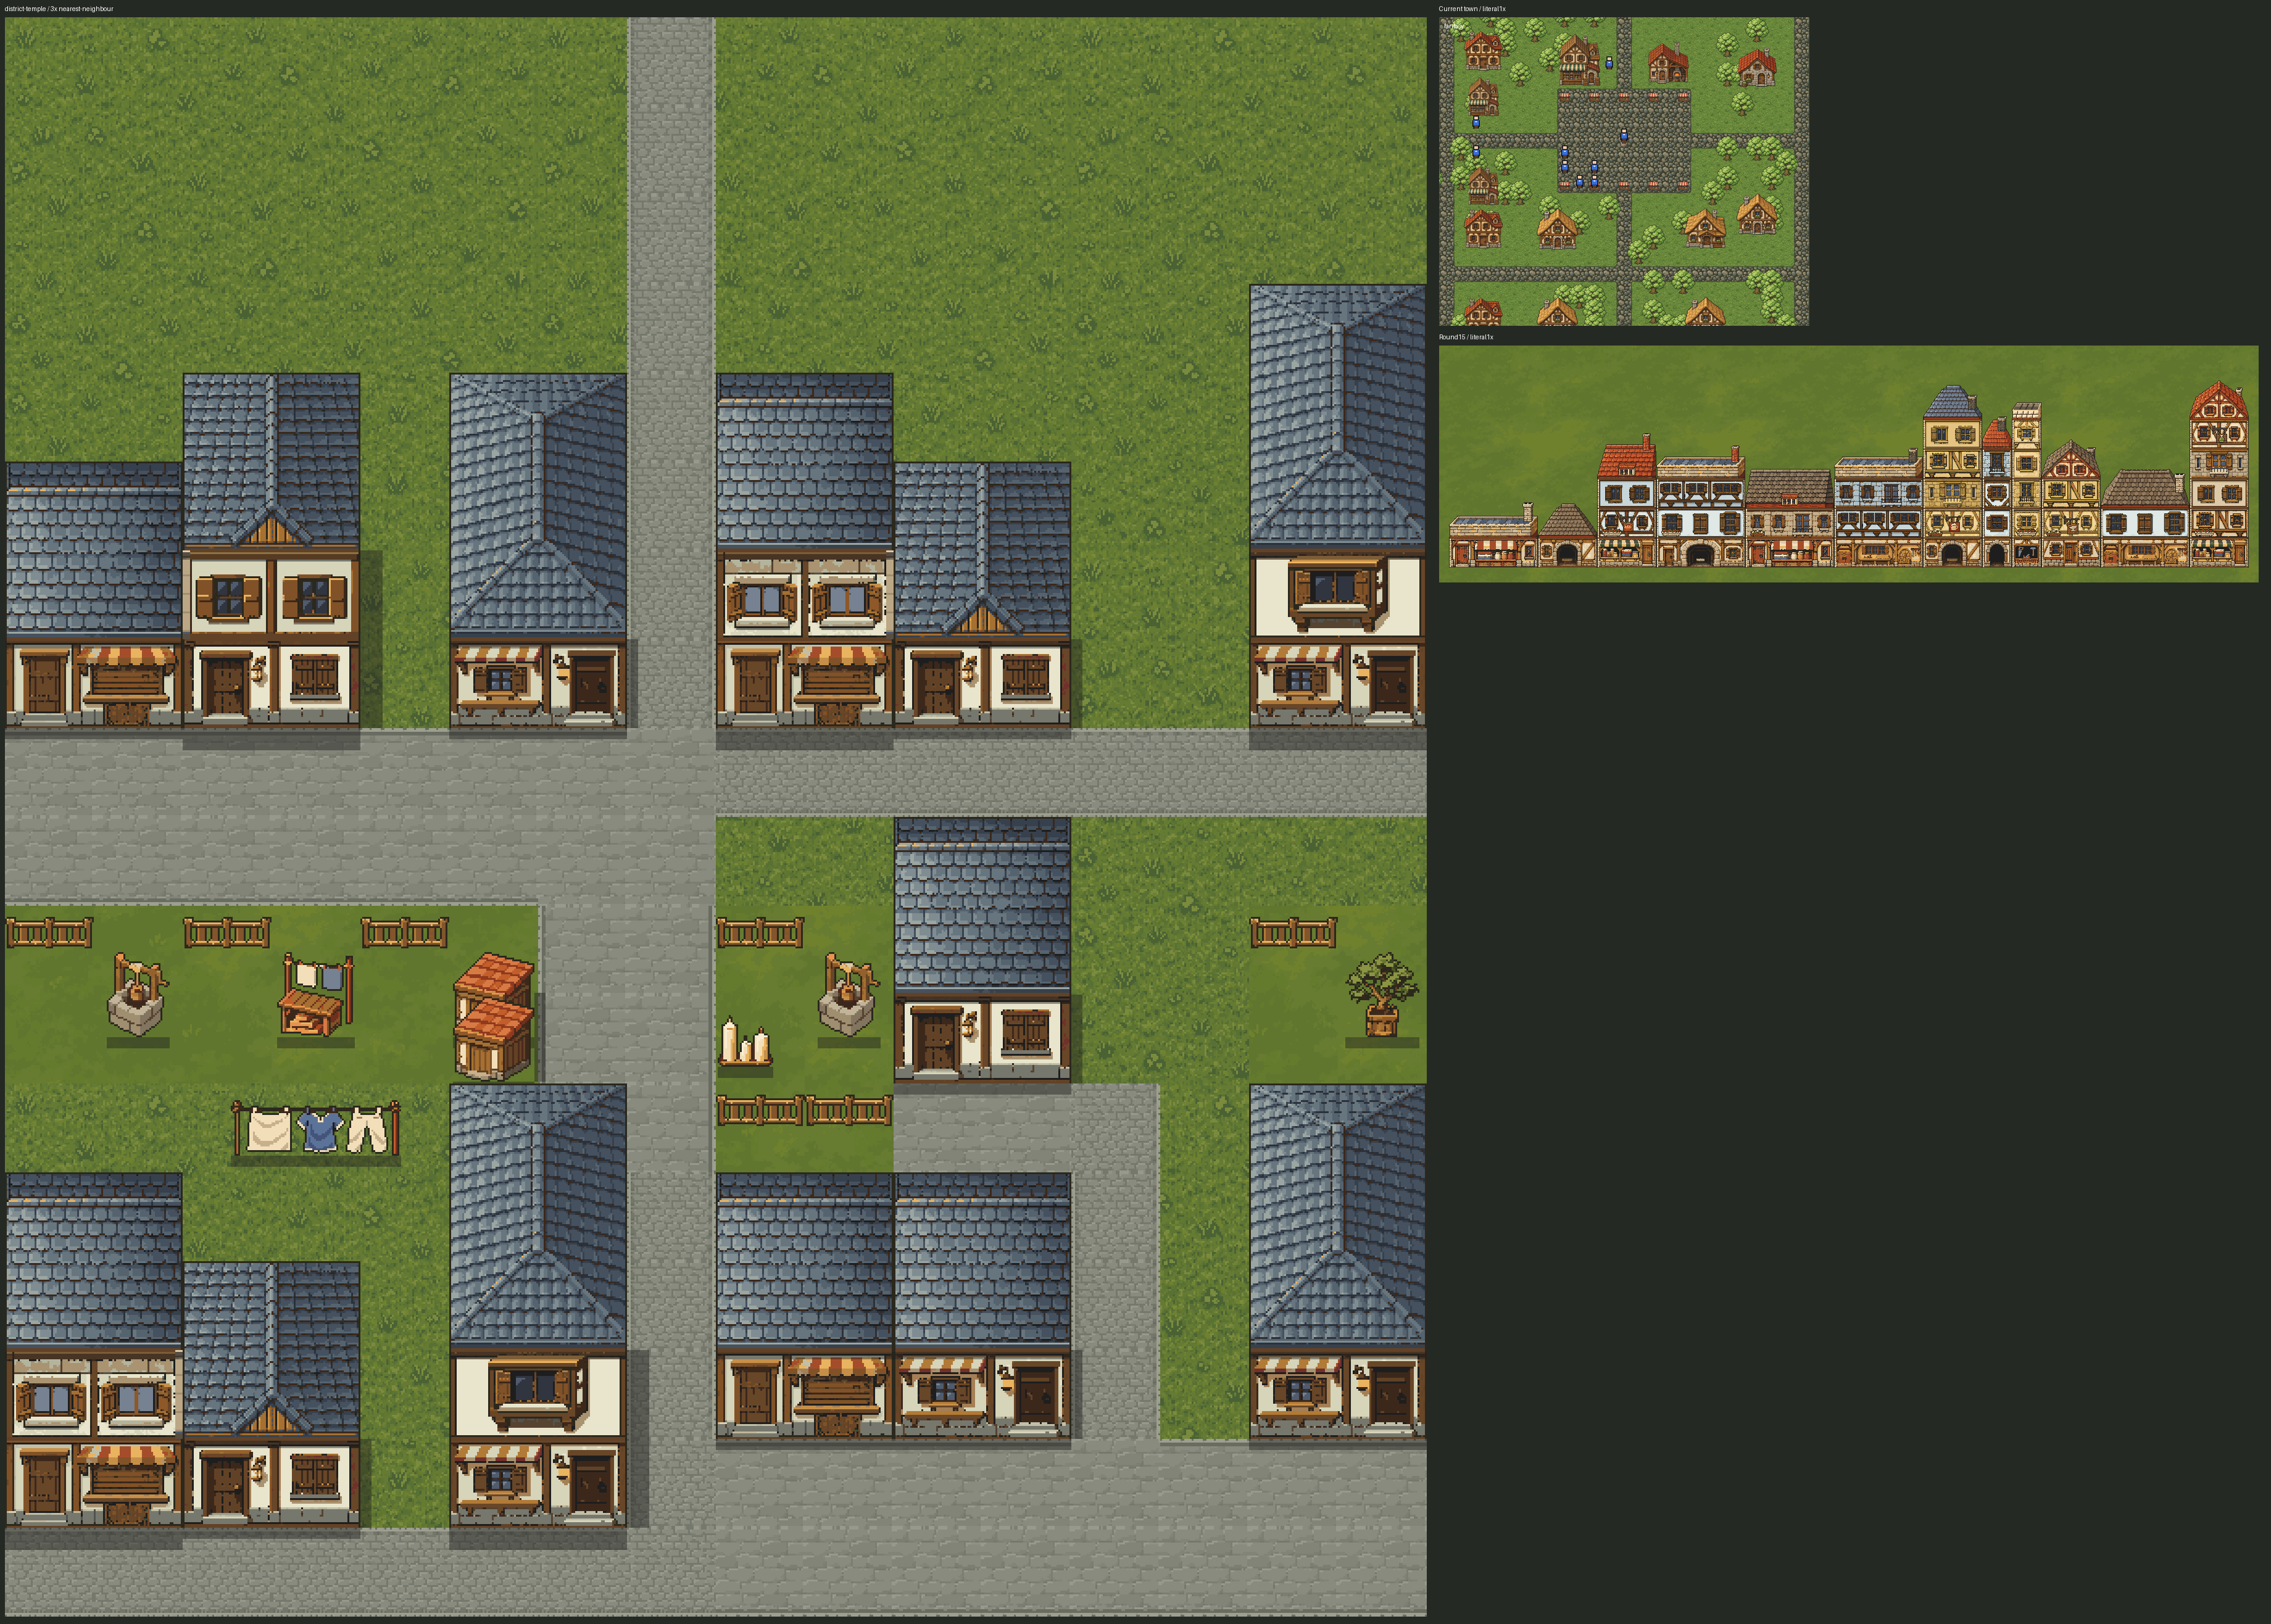 district-temple / 3x nearest-neighbour
Current town / literal 1x
Round15 / literal 1x